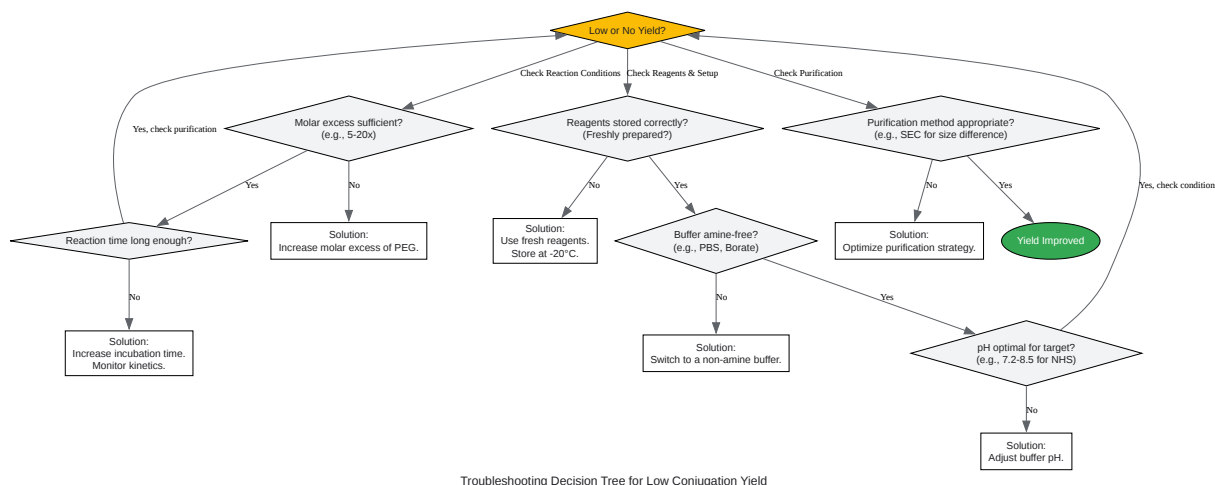 Low or No Yield?
Check Reaction Conditions
Check Reagents & Setup
Check Purification
Yes, check purification
Molar excess sufficient?
(e.g., 5-20x)
Reagents stored correctly?
(Freshly prepared?)
Purification method appropriate?
(e.g., SEC for size difference)
Yes, check condition
Yes
No
No
Yes
No
Yes
Reaction time long enough?
Solution:
Increase molar excess of PEG.
Solution:
Use fresh reagents.
Store at -20°C.
Buffer amine-free?
(e.g., PBS, Borate)
Solution:
Optimize purification strategy.
Yield Improved
No
No
Yes
Solution:
Increase incubation time.
Monitor kinetics.
Solution:
Switch to a non-amine buffer.
pH optimal for target?
(e.g., 7.2-8.5 for NHS)
No
Solution:
Adjust buffer pH.
Troubleshooting Decision Tree for Low Conjugation Yield